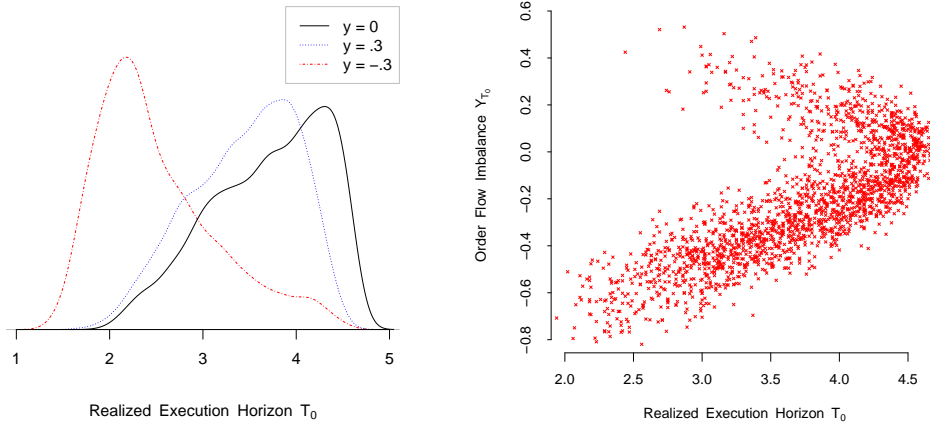 y = 0
y = .3
y = −.3
1 2 3 4 5
Realized Execution Horizon T0
Order Flow Imbalance YT0
0.6
0.4
0.2
0.0
−0.2
−0.4
−0.6
−0.8
2.0 2.5 3.0 3.5 4.0 4.5
Realized Execution Horizon T0